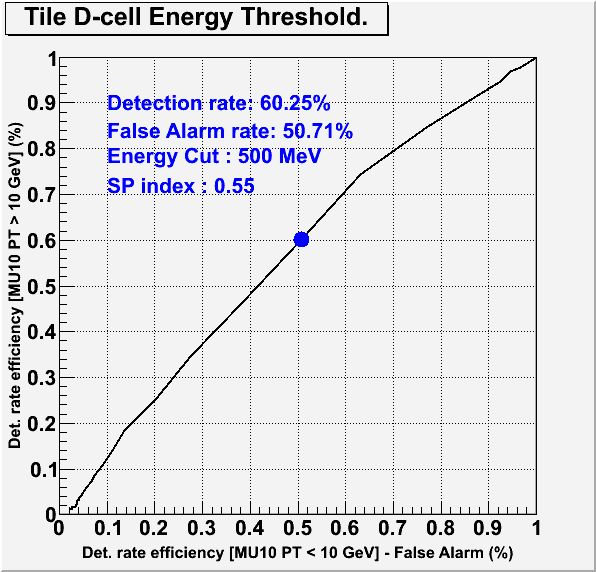 Tile D-cell Energy Threshold.
Detection rate: 60.25%
False Alarm rate: 50.71%
Energy Cut : 500 MeV
SP index : 0.55
Det. rate efficiency [MU10 PT > 10 GeV] (%)
1
0.9
0.8
0.7
0.6
0.5
0.4
0.3
0.2
0.1
0
0 0.1 0.2 0.3 0.4 0.5 0.6 0.7 0.8 0.9 1
Det. rate efficiency [MU10 PT < 10 GeV] - False Alarm (%)